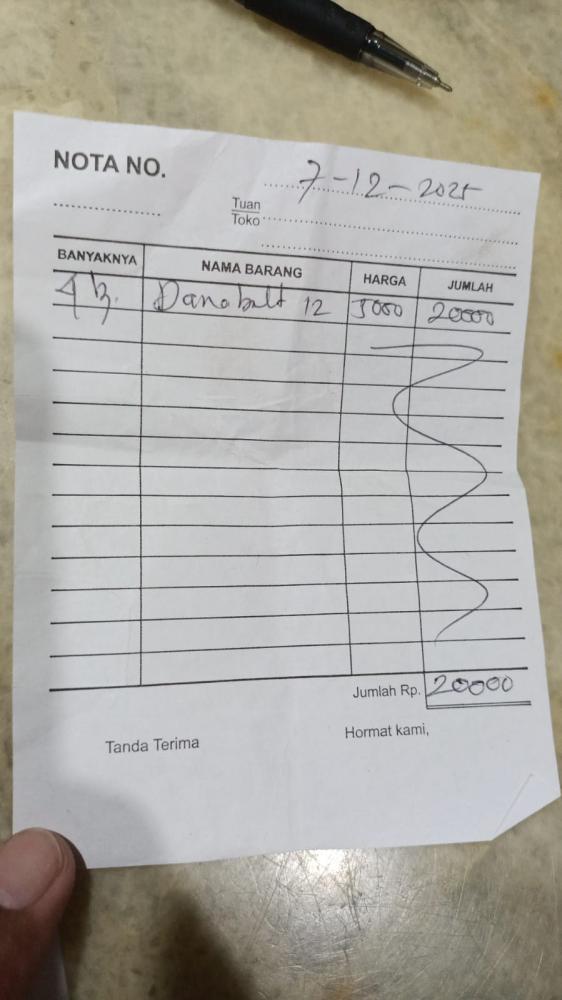 NOTA NO.
7-12-2025
Tuan
Toko
BANYAKNYA NAMA BARANG HARGA JUMLAH
4 Danabolt 12 5000 20000
Jumlah Rp. 20000
Tanda Terima Hormat kami,